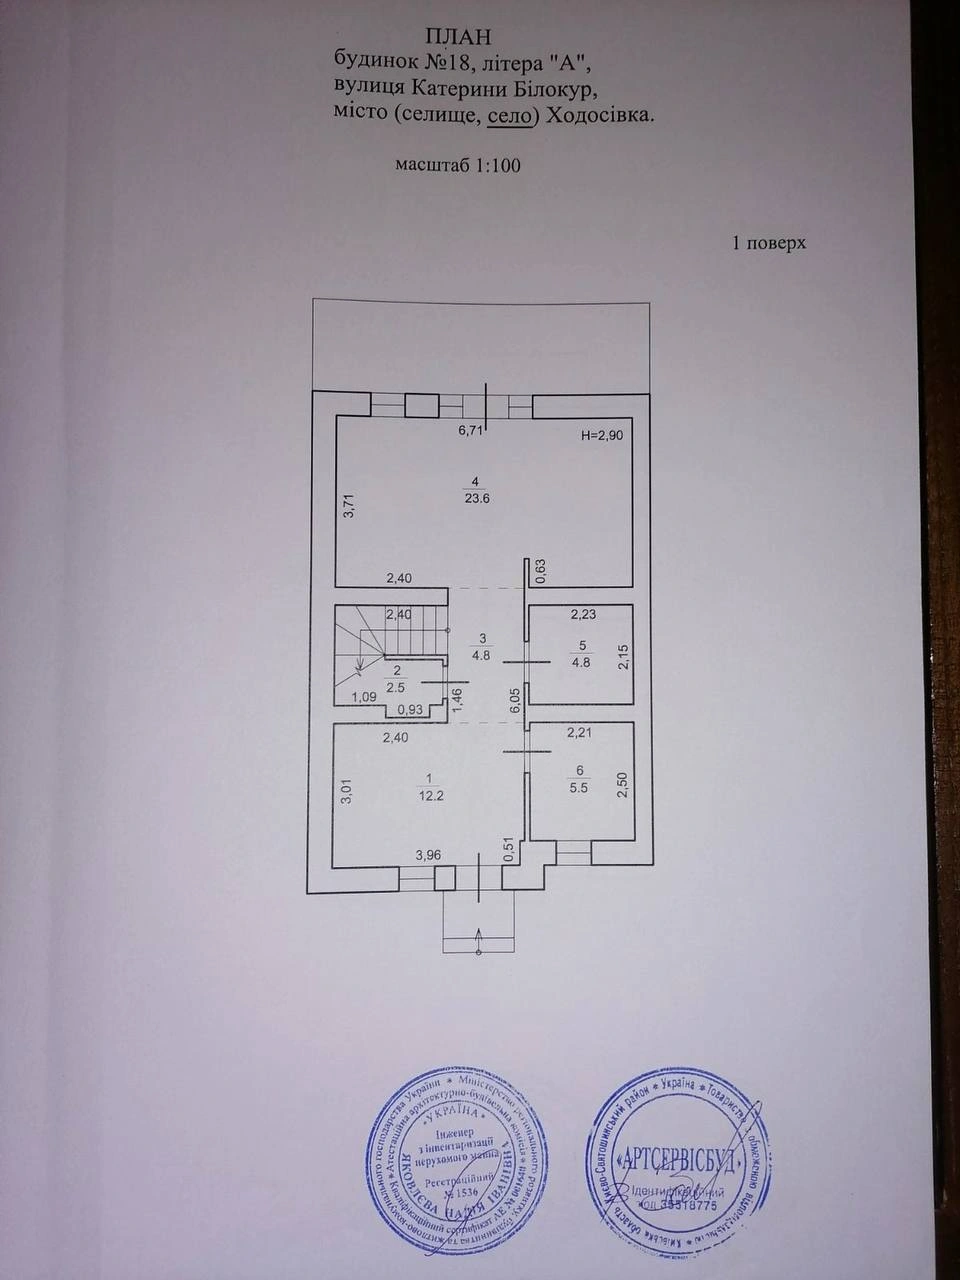 ПЛАН
будинок №18, літера "А",
вулиця Катерини Білокур,
місто (селище, село) Ходосівка.
масштаб 1:100
1 поверх
6,71
H=2,90
4
23.6
3,71
0,63
2,40
2,40
2,23
3
4.8
5
4.8
2,15
2
2.5
1,09
0,93
1,46
6,05
2,40
2,21
1
12.2
3,01
6
5.5
2,50
3,96
0,51
* Міністерство регіонального розвитку, будівництва та житлово-комунального господарства України
* Атестаційна архітектурно-будівельна комісія *
Кваліфікаційний сертифікат
"УКРАЇНА"
Інженер
з інвентаризації
нерухомого майна
Реєстраційний
№ 1536
ЯКОВЛЄВА НАДІЯ ІВАНІВНА
* Україна * Товариство з обмеженою відповідальністю * Київська область Києво-Святошинський район
«АРТСЕРВІСБУД»
Ідентифікаційний
код 35518775